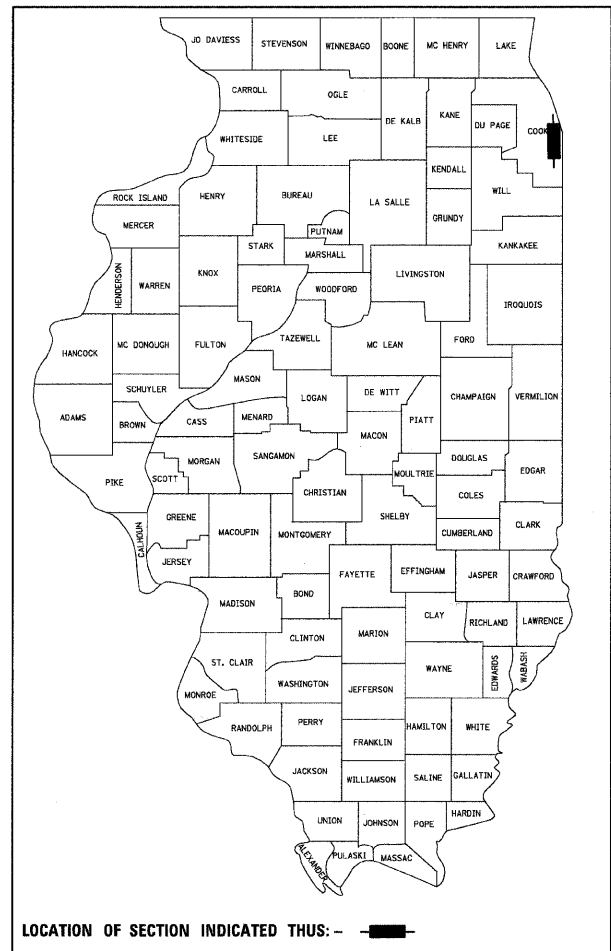 JO DAVIESS STEVENSON WINNEBAGO BOONE MC HENRY LAKE
CARROLL OGLE DE KALB KANE DU PAGE COOK
WHITESIDE LEE KENDALL WILL
ROCK ISLAND HENRY BUREAU LA SALLE GRUNDY
MERCER PUTNAM KANKAKEE
HENDERSON WARREN KNOX STARK MARSHALL LIVINGSTON
PEORIA WOODFORD IROQUOIS
HANCOCK MC DONOUGH FULTON TAZEWELL MC LEAN FORD
SCHUYLER MASON LOGAN DE WITT CHAMPAIGN VERMILION
ADAMS BROWN CASS MENARD MACON PIATT
PIKE SCOTT MORGAN SANGAMON MOULTRIE DOUGLAS EDGAR
CHRISTIAN COLES
CALHOUN GREENE MACOUPIN MONTGOMERY SHELBY CUMBERLAND CLARK
JERSEY FAYETTE EFFINGHAM JASPER CRAWFORD
MADISON BOND CLAY RICHLAND LAWRENCE
CLINTON MARION
ST. CLAIR WAYNE EDWARDS WABASH
MONROE WASHINGTON JEFFERSON
RANDOLPH PERRY HAMILTON WHITE
FRANKLIN
JACKSON WILLIAMSON SALINE GALLATIN
UNION JOHNSON POPE HARDIN
ALEXANDER PULASKI MASSAC
LOCATION OF SECTION INDICATED THUS: -